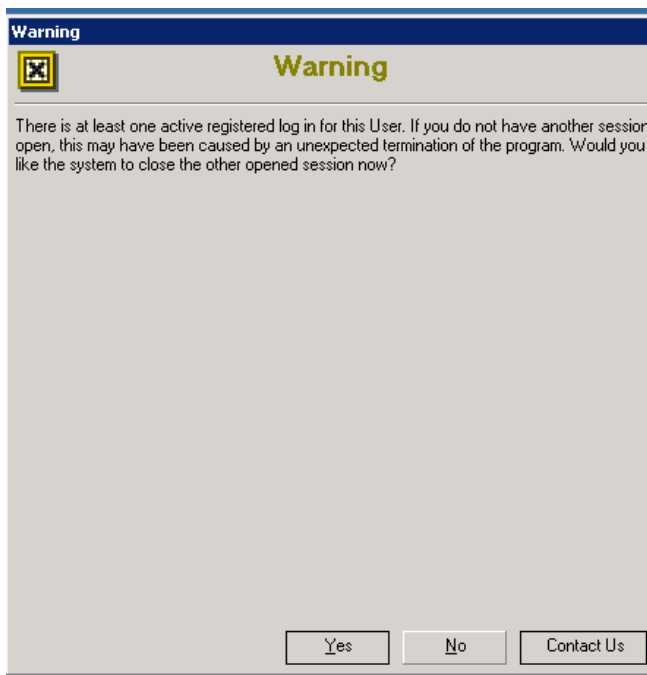 Warning
Warning
There is at least one active registered log in for this User. If you do not have another session
open, this may have been caused by an unexpected termination of the program. Would you
like the system to close the other opened session now?
Yes
No
Contact Us